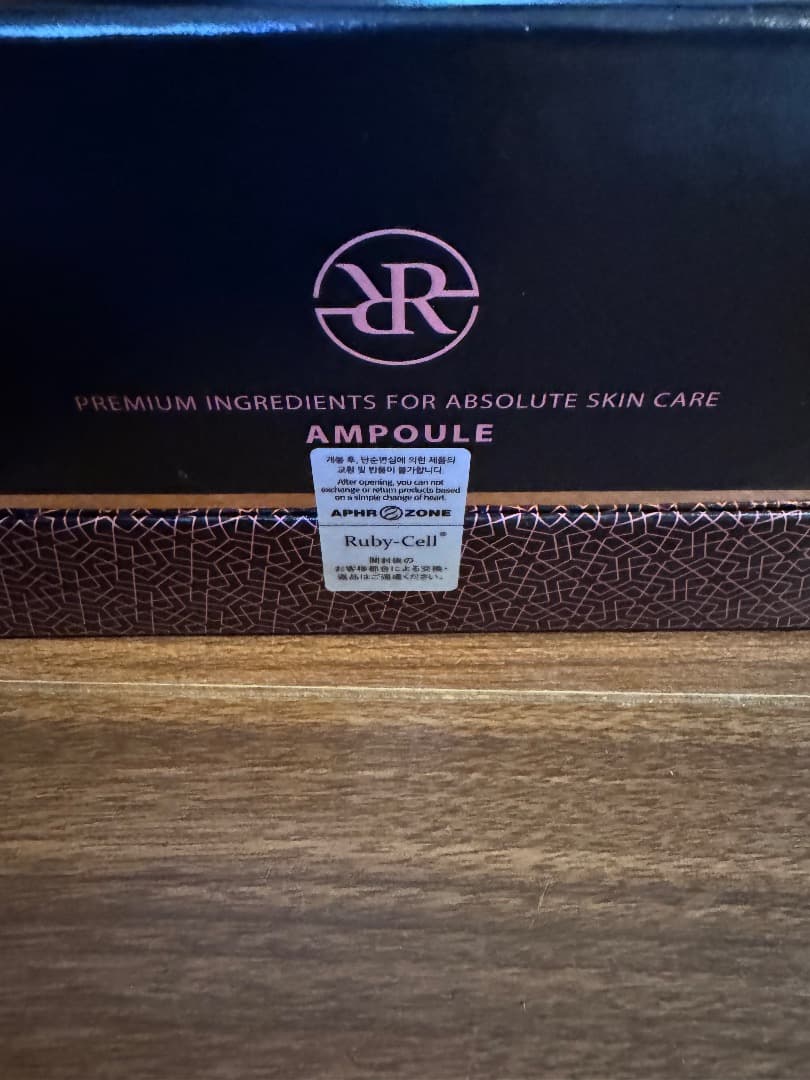 RR
PREMIUM INGREDIENTS FOR ABSOLUTE SKIN CARE
AMPOULE
개봉 후, 단순변심에 의한 제품의
교환 및 반품이 불가합니다.
After opening, you can not
exchange or return products based
on a simple change of heart.
APHROZONE
Ruby-Cell®
開封後の
お客様都合による交換・
返品はご遠慮ください。